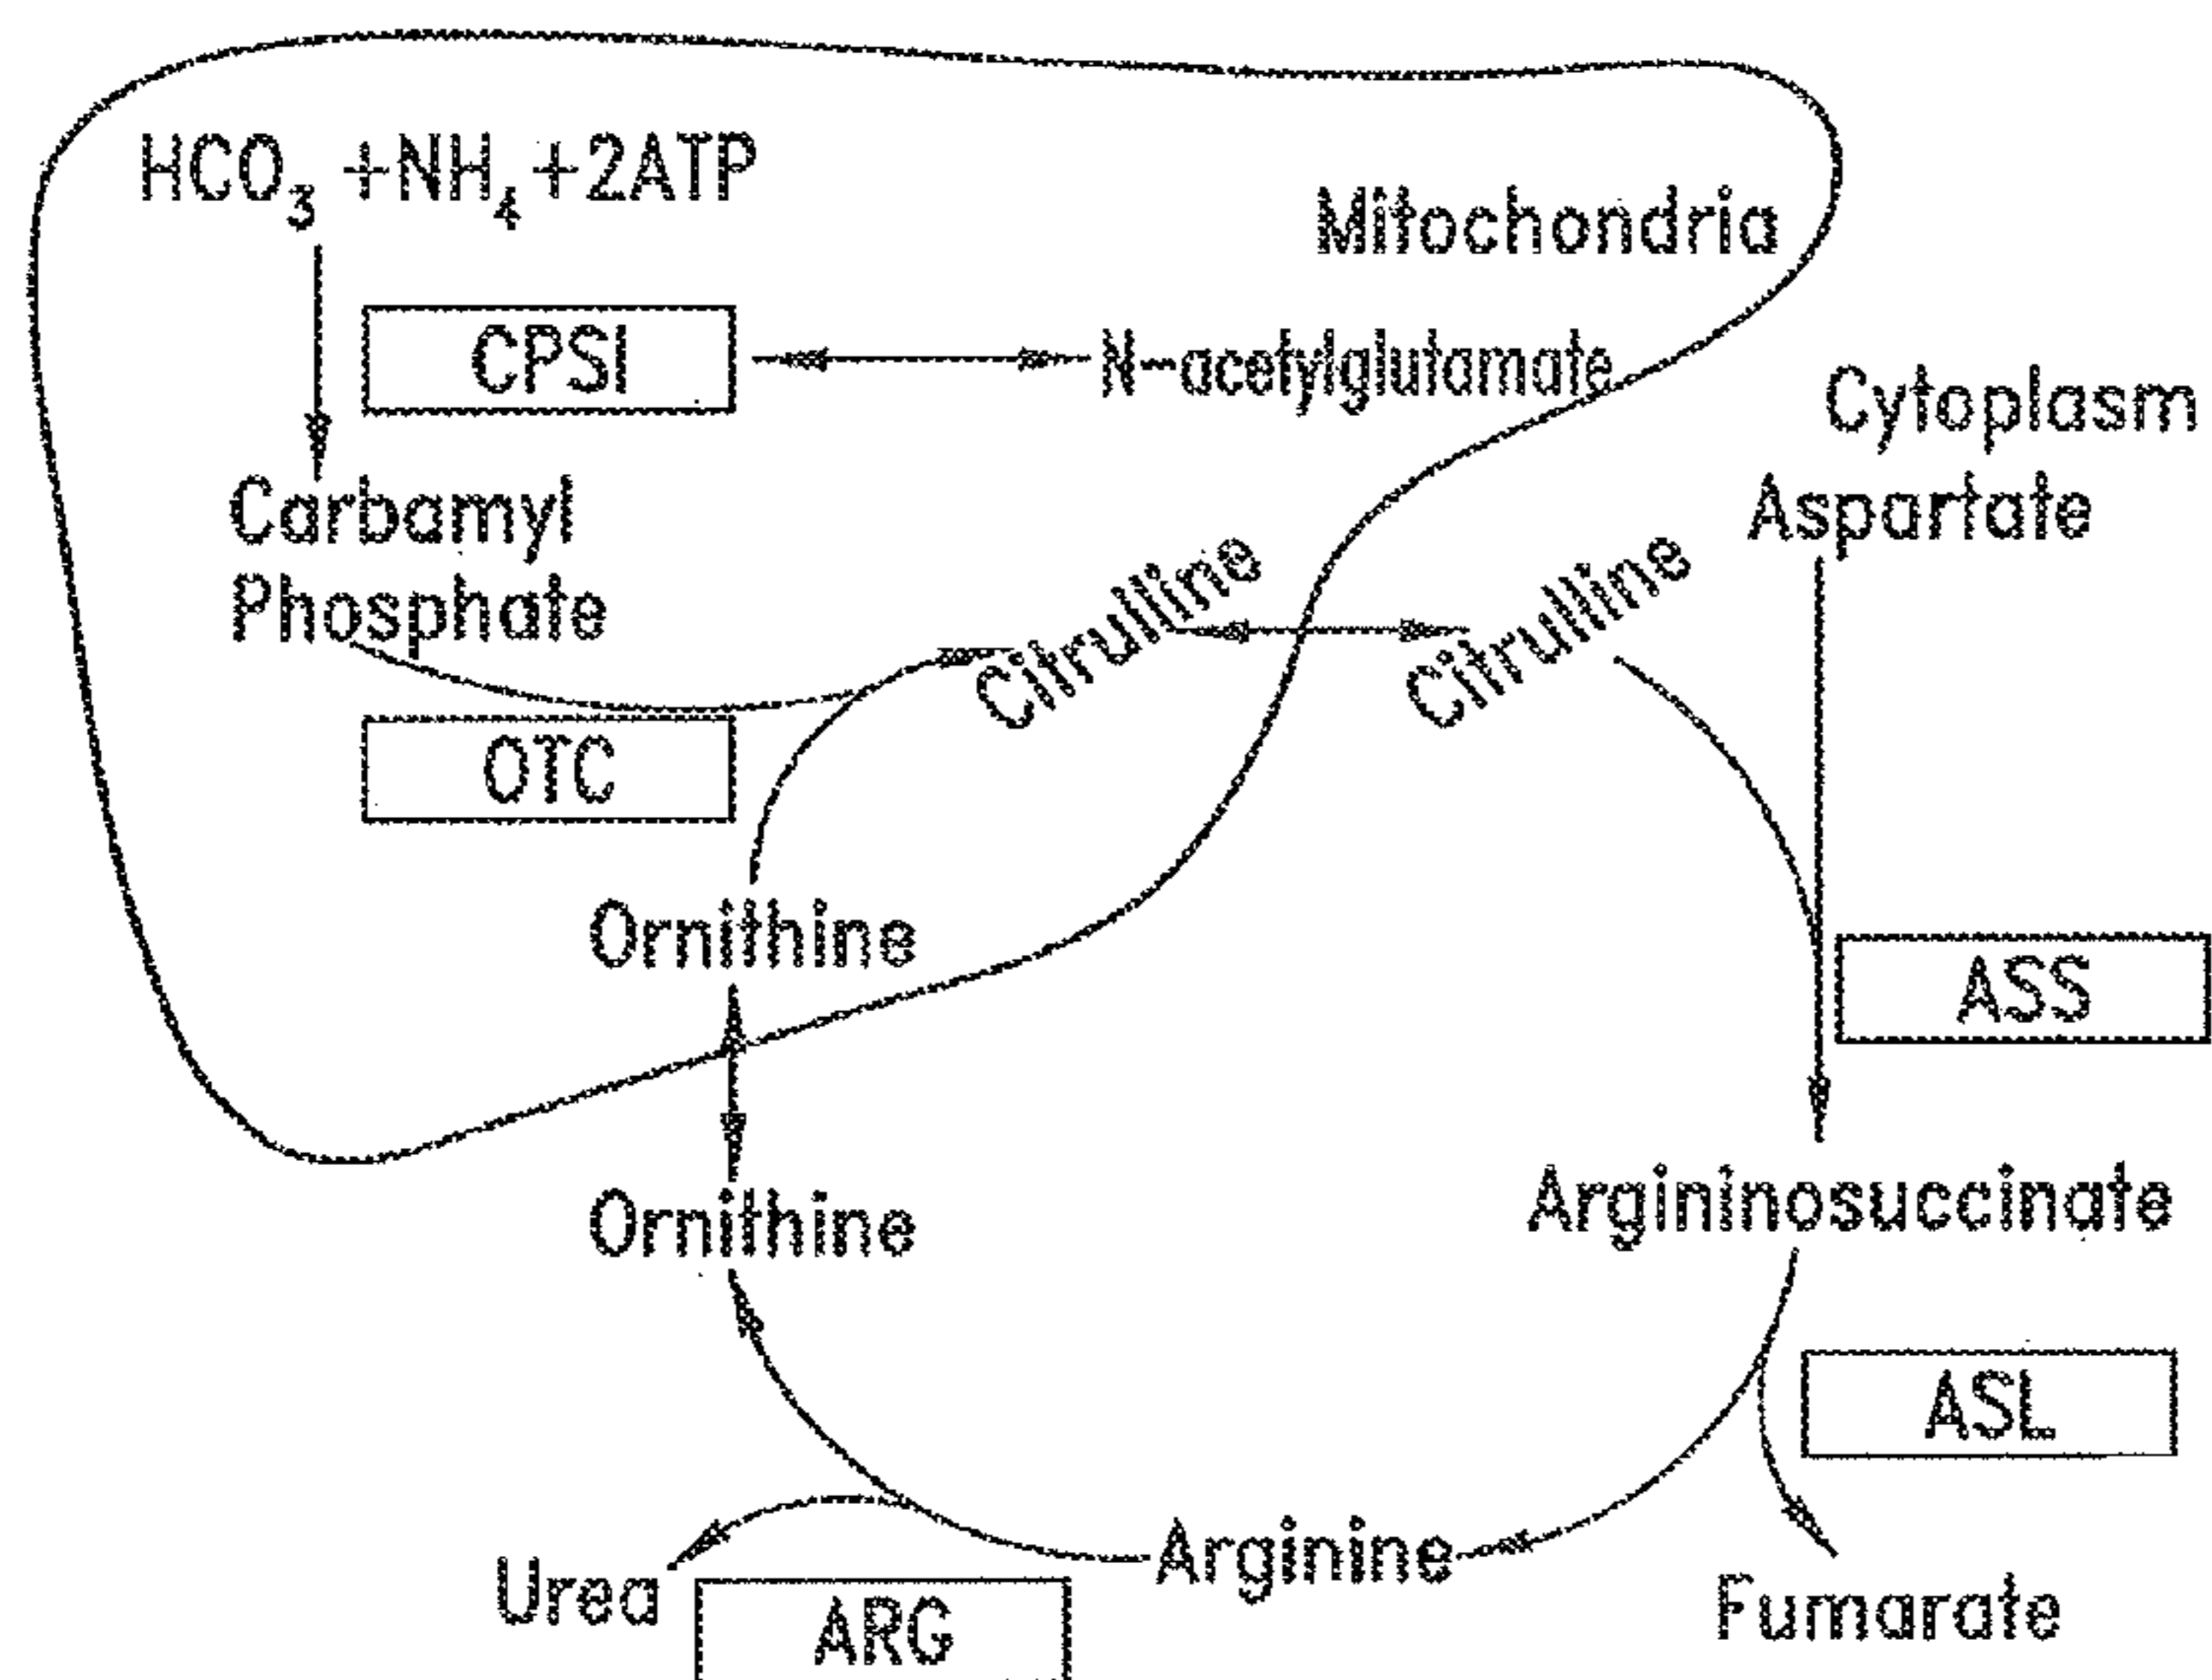 HCO3 +NH4+2ATP
Mitochondria
CPSI
N-acetylglutamate
Cytoplasm
Carbamyl
Phosphate
Aspartate
Citrulline
Citrulline
OTC
Ornithine
ASS
Ornithine
Argininosuccinate
ASL
Arginine
Urea
ARG
Fumarate